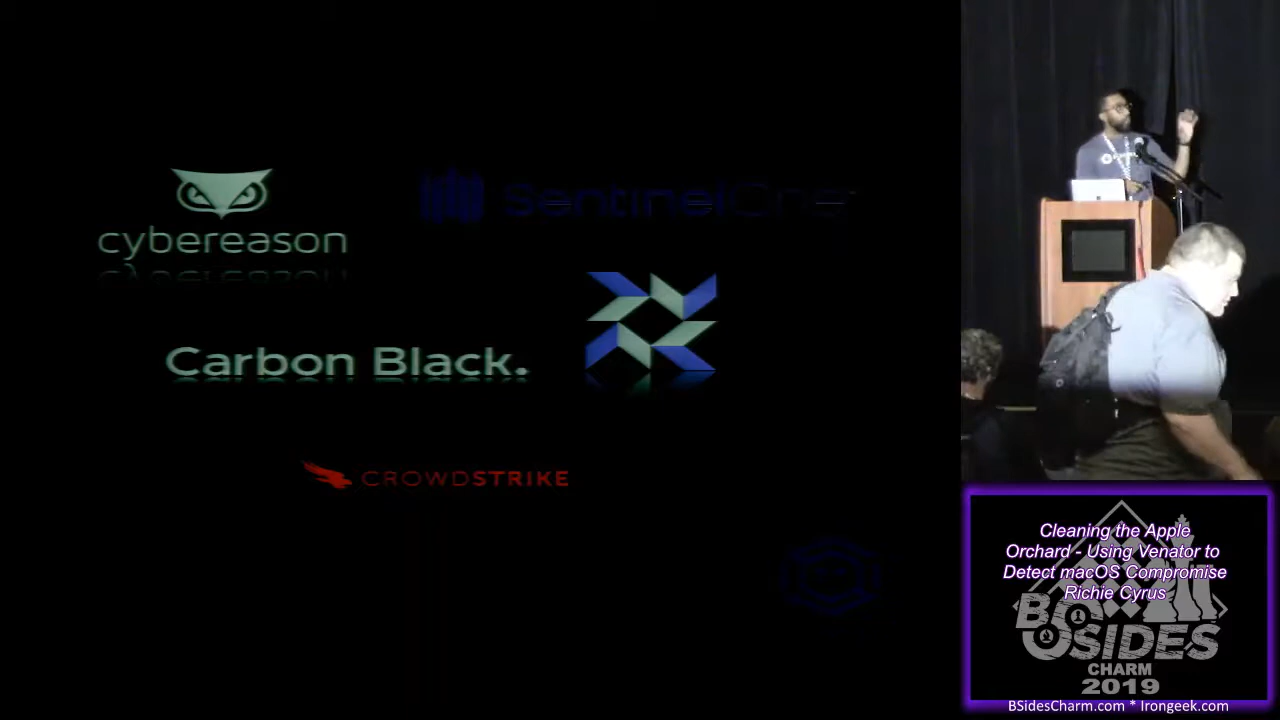 cybereason
SentinelOne
Carbon Black.
CROWDSTRIKE
Cleaning the Apple
Orchard - Using Venator to
Detect macOS Compromise
Richie Cyrus
BSIDES
CHARM
2019
BSidesCharm.com * Irongeek.com